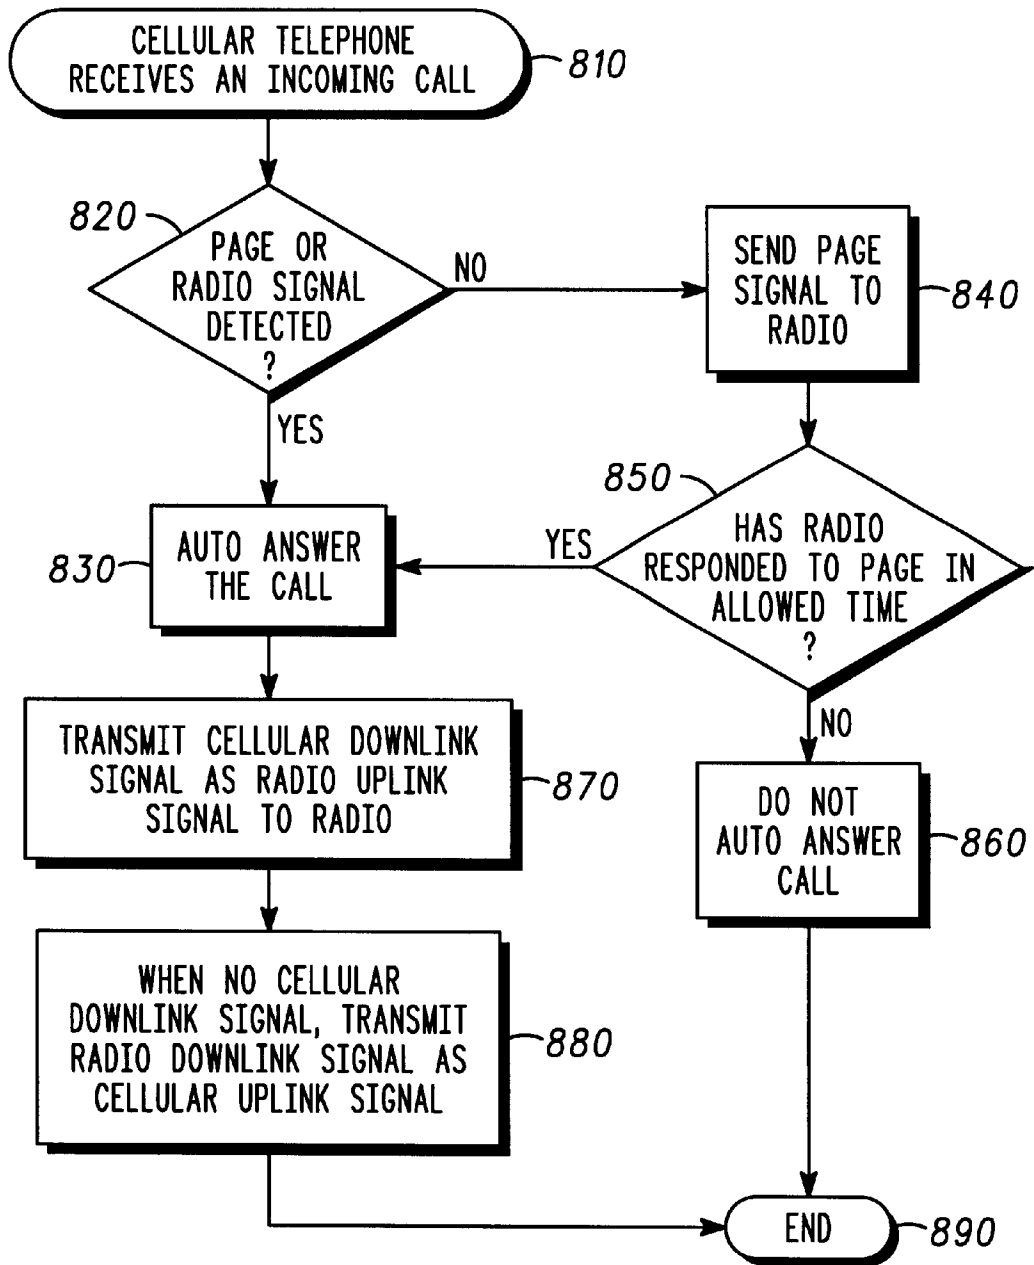 CELLULAR TELEPHONE
RECEIVES AN INCOMING CALL
810
820
PAGE OR
RADIO SIGNAL
DETECTED
?
NO
YES
SEND PAGE
SIGNAL TO
RADIO
840
850
HAS RADIO
RESPONDED TO PAGE IN
ALLOWED TIME
?
YES
NO
830
AUTO ANSWER
THE CALL
TRANSMIT CELLULAR DOWNLINK
SIGNAL AS RADIO UPLINK
SIGNAL TO RADIO
870
DO NOT
AUTO ANSWER
CALL
860
WHEN NO CELLULAR
DOWNLINK SIGNAL, TRANSMIT
RADIO DOWNLINK SIGNAL AS
CELLULAR UPLINK SIGNAL
880
END
890